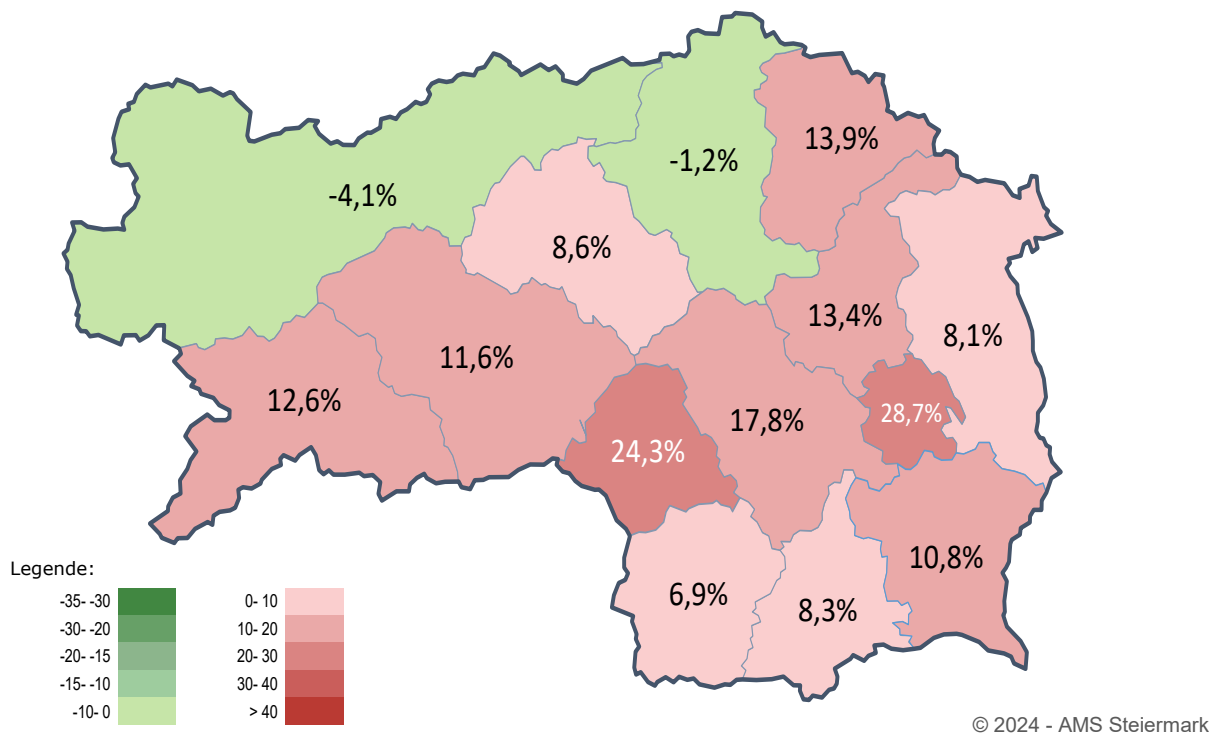 13,9%
-1,2%
-4,1%
8,6%
13,4%
8,1%
11,6%
12,6%
28,7%
17,8%
24,3%
10,8%
6,9%
8,3%
Legende:
-35- -30 0- 10
-30- -20 10- 20
-20- -15 20- 30
-15- -10 30- 40
-10- 0 > 40
© 2024 - AMS Steiermark